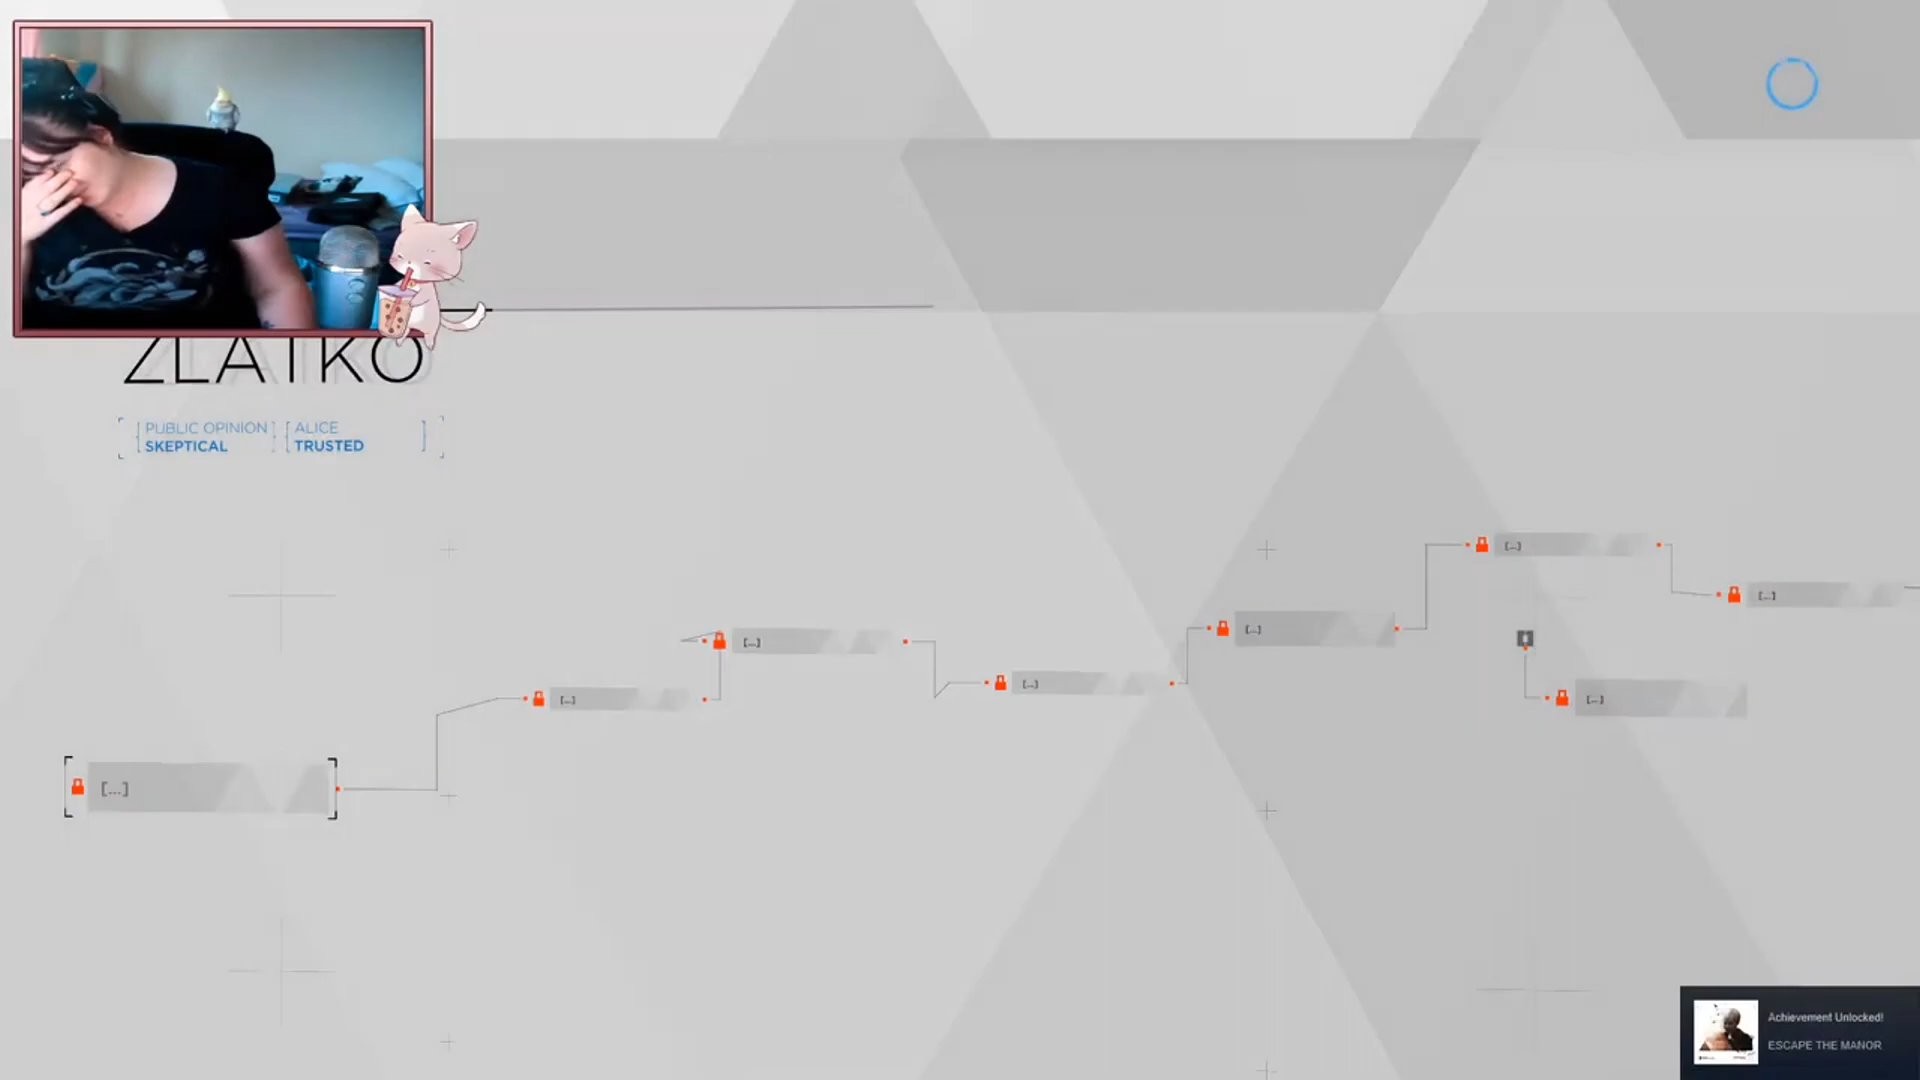 ZLATKO
PUBLIC OPINION
SKEPTICAL
ALICE
TRUSTED
[...]
[...]
[...]
[...]
[...]
[...]
[...]
[...]
Achievement Unlocked!
ESCAPE THE MANOR